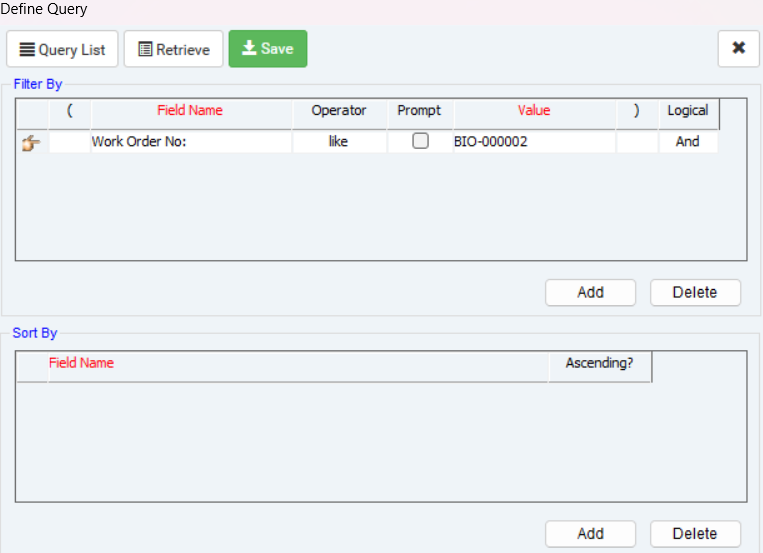 Define Query
Query List Retrieve Save
Filter By
( Field Name Operator Prompt Value ) Logical
Work Order No: like BIO-000002 And
Add Delete
Sort By
Field Name Ascending?
Add Delete